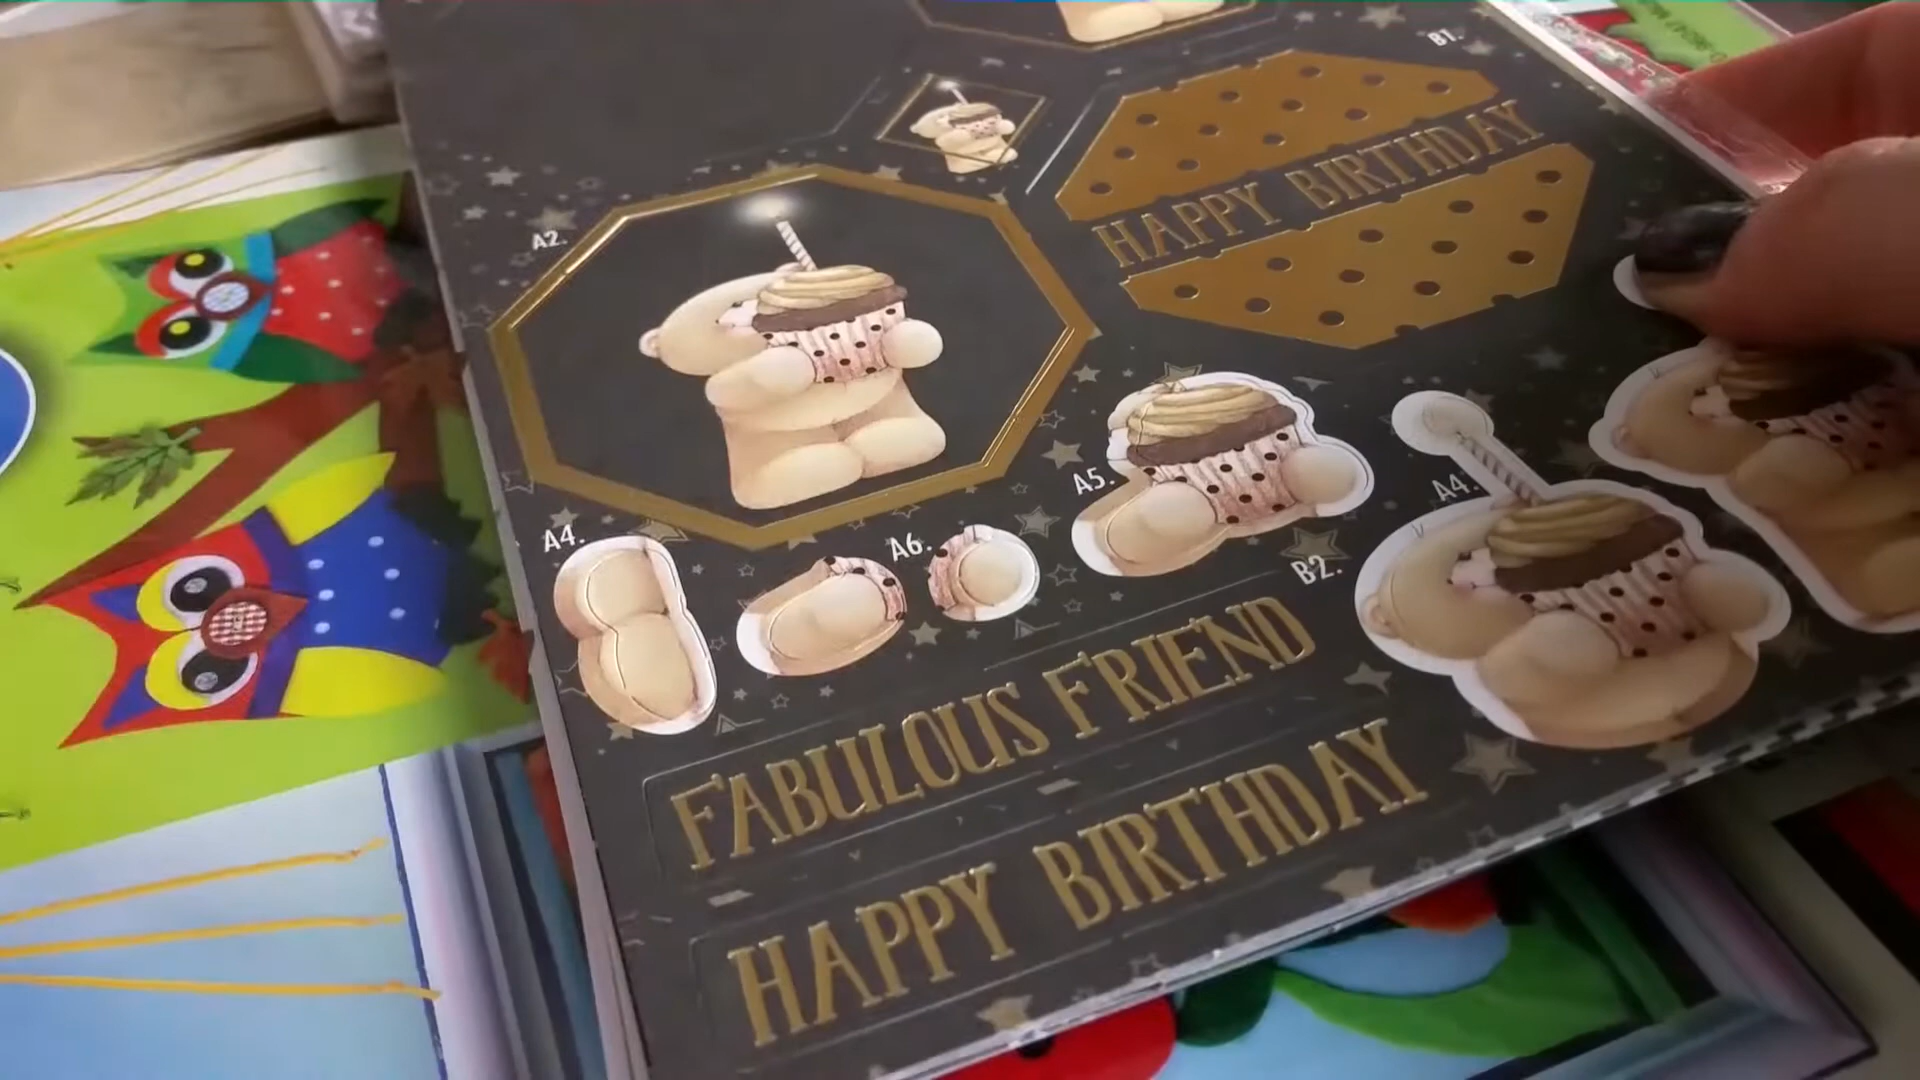 B1.
HAPPY BIRTHDAY
A2.
A5.
A4.
A4.
A6.
B2.
FABULOUS FRIEND
HAPPY BIRTHDAY